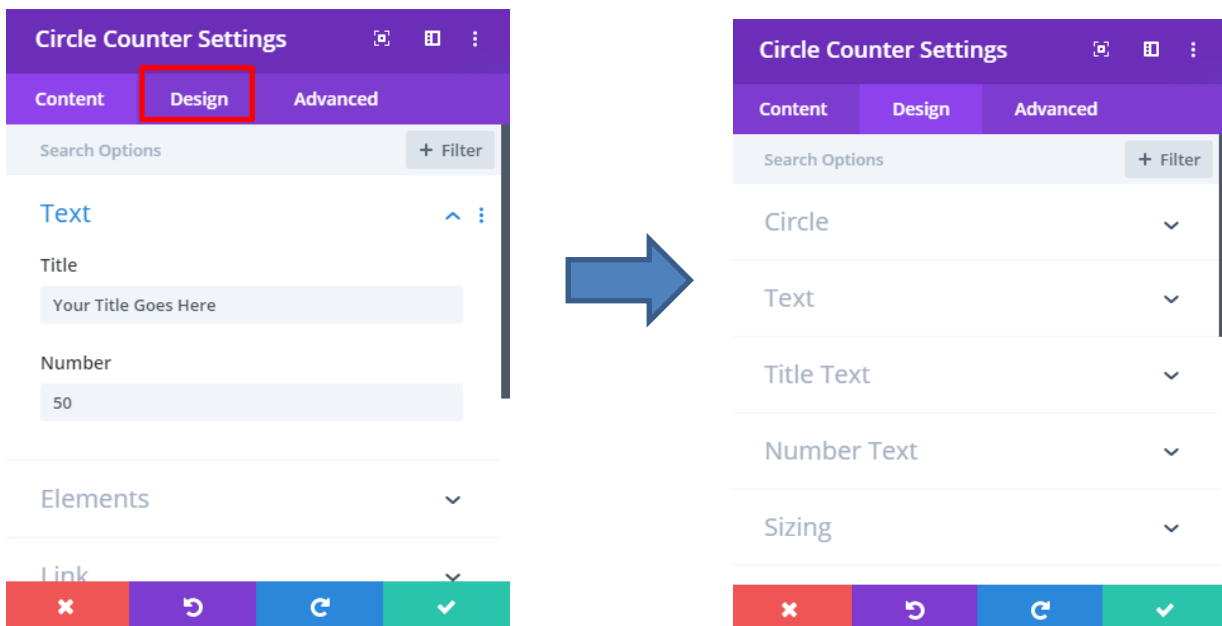 Circle Counter Settings
Content Design Advanced
Search Options + Filter
Text
Title
Your Title Goes Here
Number
50
Elements
Link
Circle Counter Settings
Content Design Advanced
Search Options + Filter
Circle
Text
Title Text
Number Text
Sizing